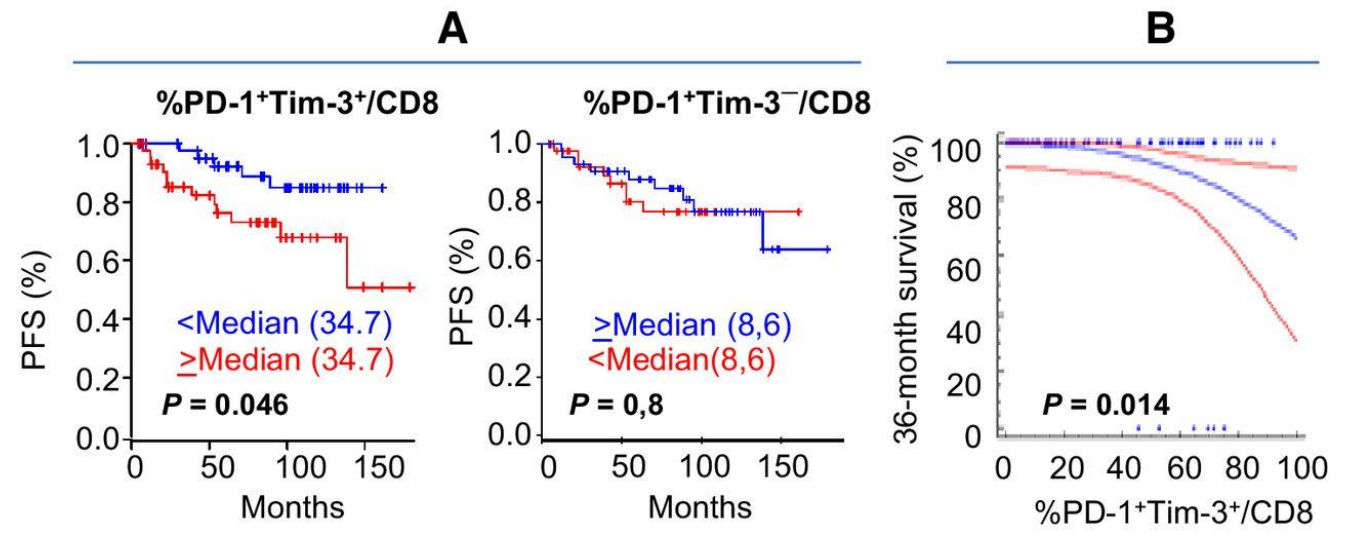 A
B
%PD-1⁺Tim-3⁺/CD8
%PD-1⁺Tim-3⁻/CD8
PFS (%)
1.0
0.8
0.6
0.4
0.2
0.0
<Median (34.7)
≥Median (34.7)
P = 0.046
0 50 100 150
Months
PFS (%)
1.0
0.8
0.6
0.4
0.2
0.0
≥Median (8,6)
<Median(8,6)
P = 0,8
0 50 100 150
Months
36-month survival (%)
100
80
60
40
20
0
P = 0.014
0 20 40 60 80 100
%PD-1⁺Tim-3⁺/CD8